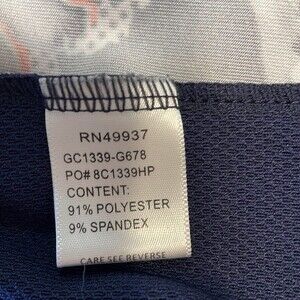 RN49937
GC1339-G678
PO# 8C1339HP
CONTENT:
91% POLYESTER
9% SPANDEX
CARE SEE REVERSE